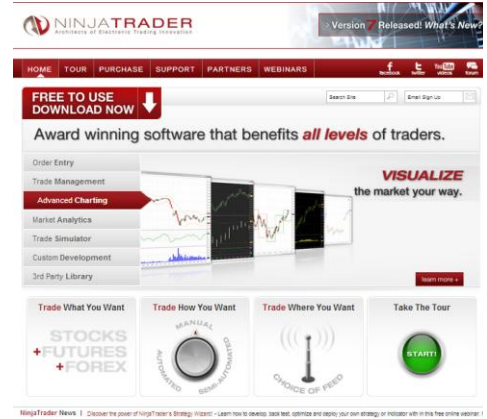 NINJATRADER
Architects of Electronic Trading Innovation
> Version 7 Released! What's New?
HOME TOUR PURCHASE SUPPORT PARTNERS WEBINARS
facebook twitter YouTube videos forum
FREE TO USE
DOWNLOAD NOW
Search Site
Email Sign Up
Award winning software that benefits all levels of traders.
Order Entry
Trade Management
Advanced Charting
Market Analytics
Trade Simulator
Custom Development
3rd Party Library
VISUALIZE
the market your way.
learn more »
Trade What You Want
STOCKS
+FUTURES
+FOREX
Trade How You Want
MANUAL
AUTOMATED
SEMI-AUTOMATED
Trade Where You Want
CHOICE OF FEED
Take The Tour
START!
NinjaTrader News | Discover the power of NinjaTrader's Strategy Wizard! - Learn how to develop, back test, optimize and deploy your own strategy or indicator with in this free online webinar.